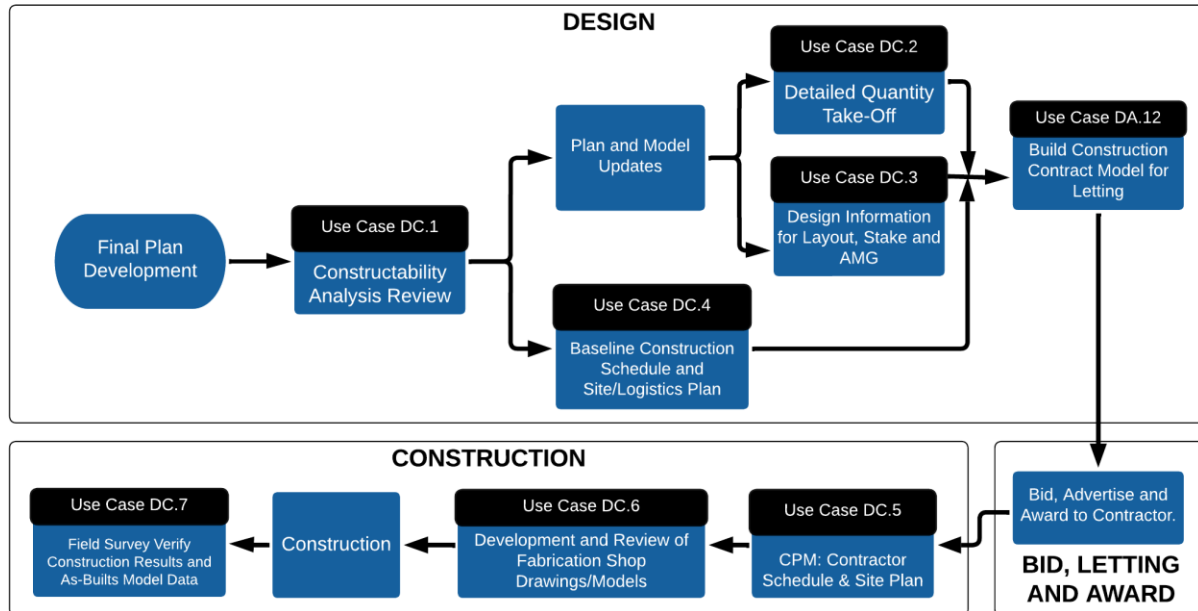 DESIGN
Final Plan
Development
Use Case DC.1
Constructability
Analysis Review
Plan and Model
Updates
Use Case DC.2
Detailed Quantity
Take-Off
Use Case DC.3
Design Information
for Layout, Stake and
AMG
Use Case DC.4
Baseline Construction
Schedule and
Site/Logistics Plan
Use Case DA.12
Build Construction
Contract Model for
Letting
Bid, Advertise and
Award to Contractor.
BID, LETTING
AND AWARD
CONSTRUCTION
Use Case DC.5
CPM: Contractor
Schedule & Site Plan
Use Case DC.6
Development and Review of
Fabrication Shop
Drawings/Models
Construction
Use Case DC.7
Field Survey Verify
Construction Results and
As-Builts Model Data